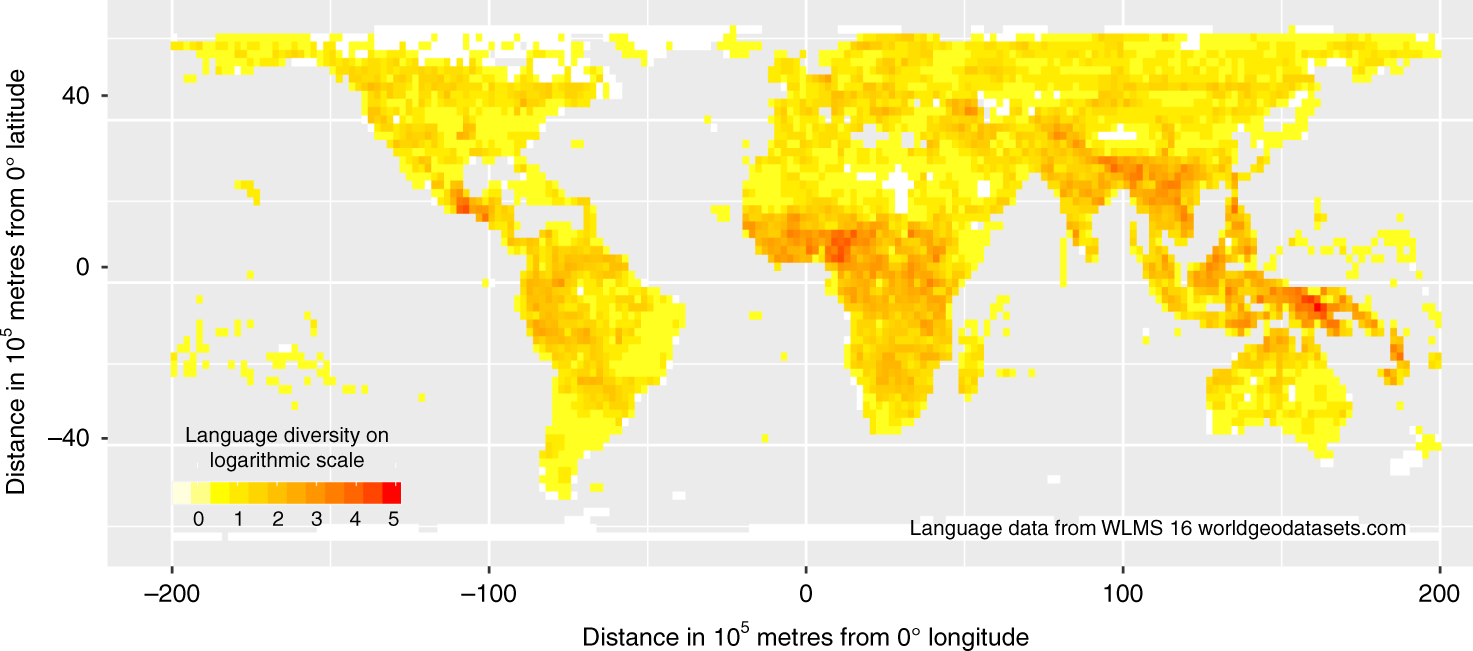 Distance in 10⁵ metres from 0° latitude
40
0
–40
Language diversity on
logarithmic scale
0 1 2 3 4 5
Language data from WLMS 16 worldgeodatasets.com
–200 –100 0 100 200
Distance in 10⁵ metres from 0° longitude